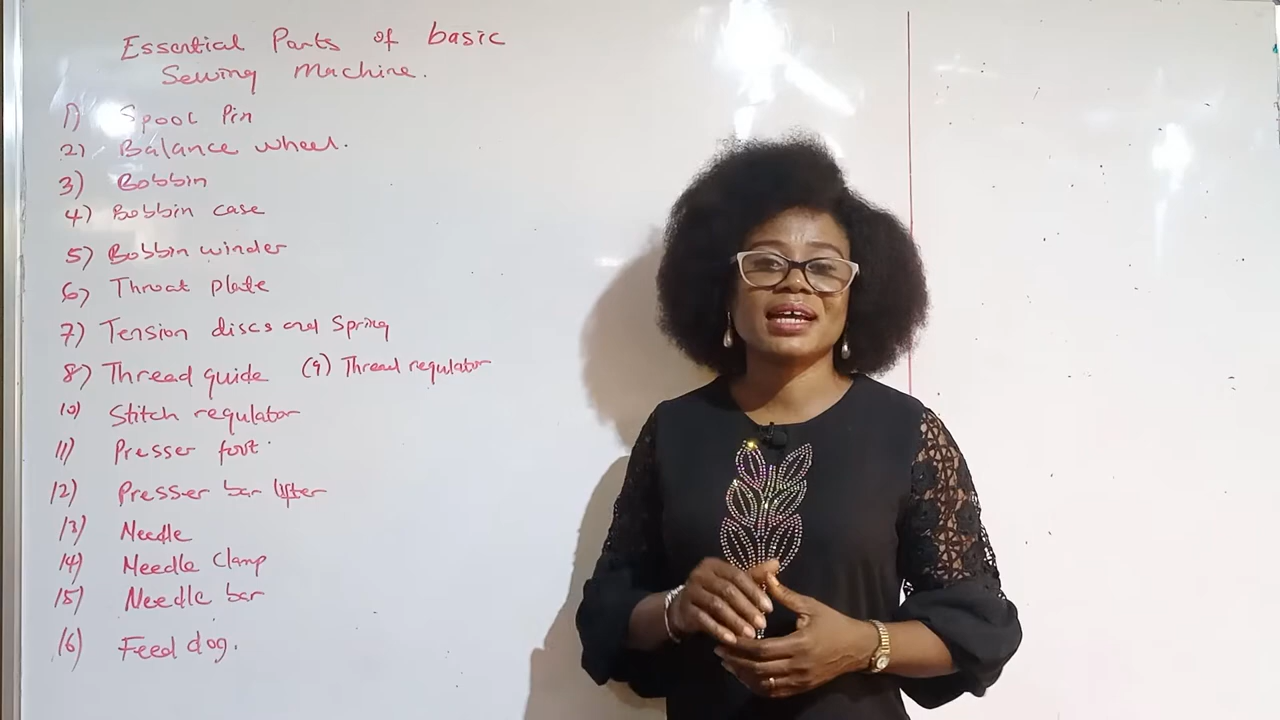 Essential Parts of basic
Sewing Machine.
1) Spool Pin
2) Balance wheel.
3) Bobbin
4) Bobbin case
5) Bobbin winder
6) Throat plate
7) Tension discs and Spring
8) Thread guide (9) Thread regulator
10) Stitch regulator
11) Presser foot
12) Presser bar lifter
13) Needle
14) Needle Clamp
15) Needle bar
16) Feed dog.